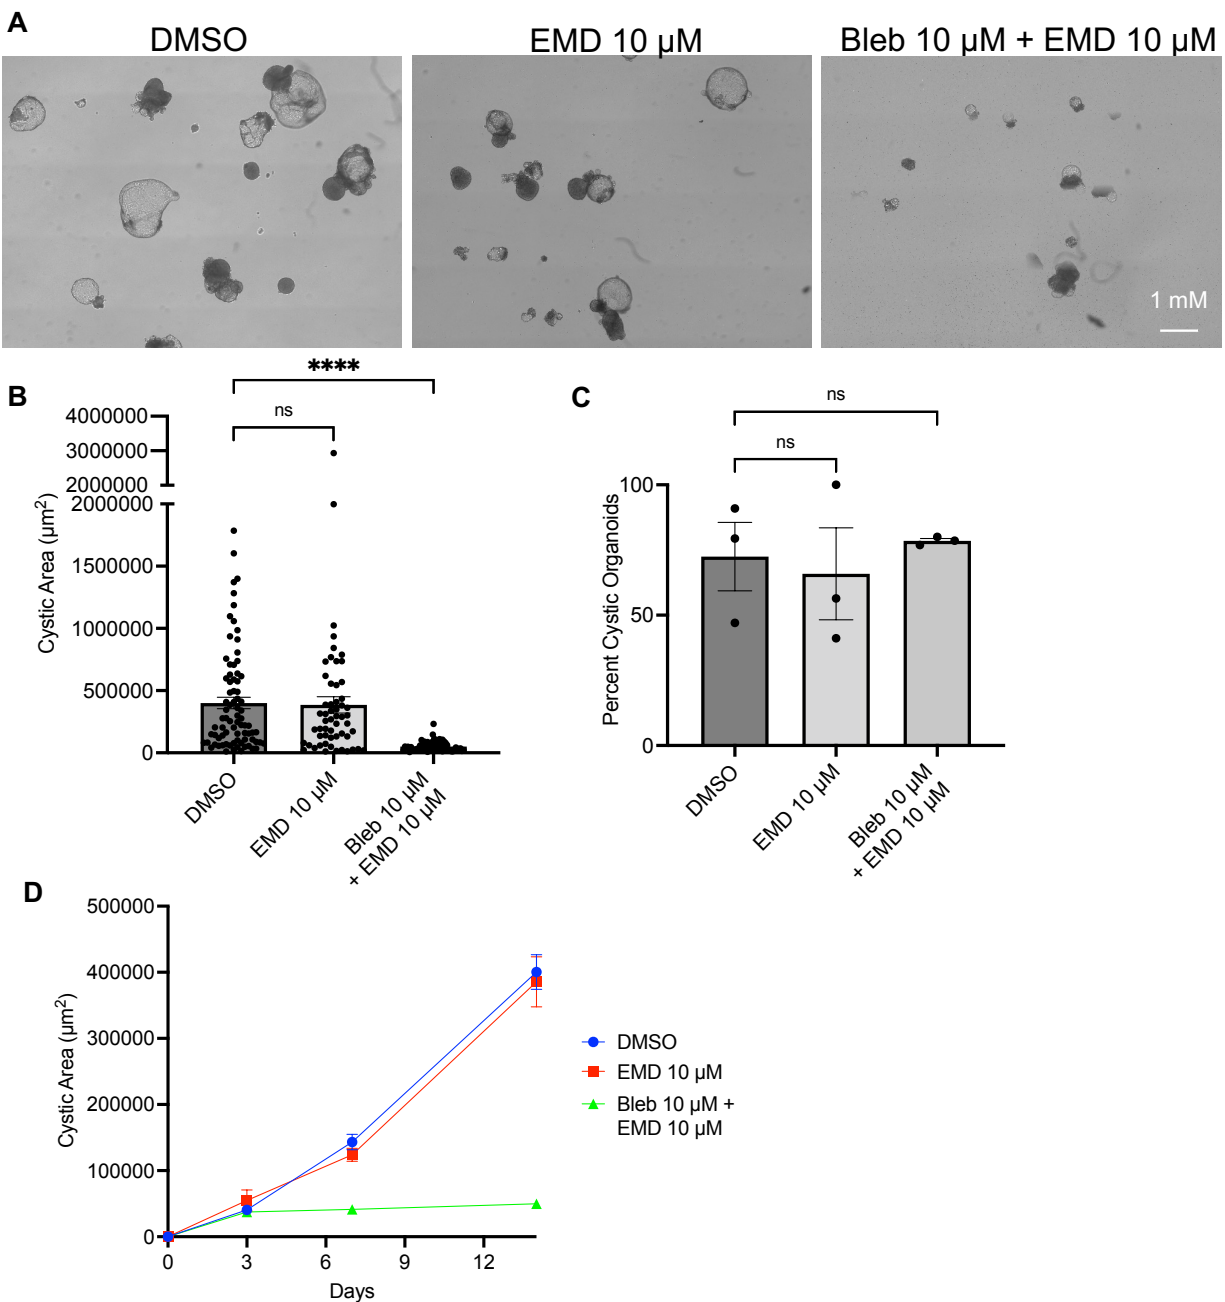 A
DMSO
EMD 10 µM
Bleb 10 µM + EMD 10 µM
1 mM
B
****
ns
4000000
3000000
2000000
2000000
1500000
1000000
500000
0
Cystic Area (µm²)
DMSO
EMD 10 µM
Bleb 10 µM
+ EMD 10 µM
C
ns
ns
100
50
0
Percent Cystic Organoids
DMSO
EMD 10 µM
Bleb 10 µM
+ EMD 10 µM
D
500000
400000
300000
200000
100000
0
Cystic Area (µm²)
0
3
6
9
12
Days
DMSO
EMD 10 µM
Bleb 10 µM +
EMD 10 µM